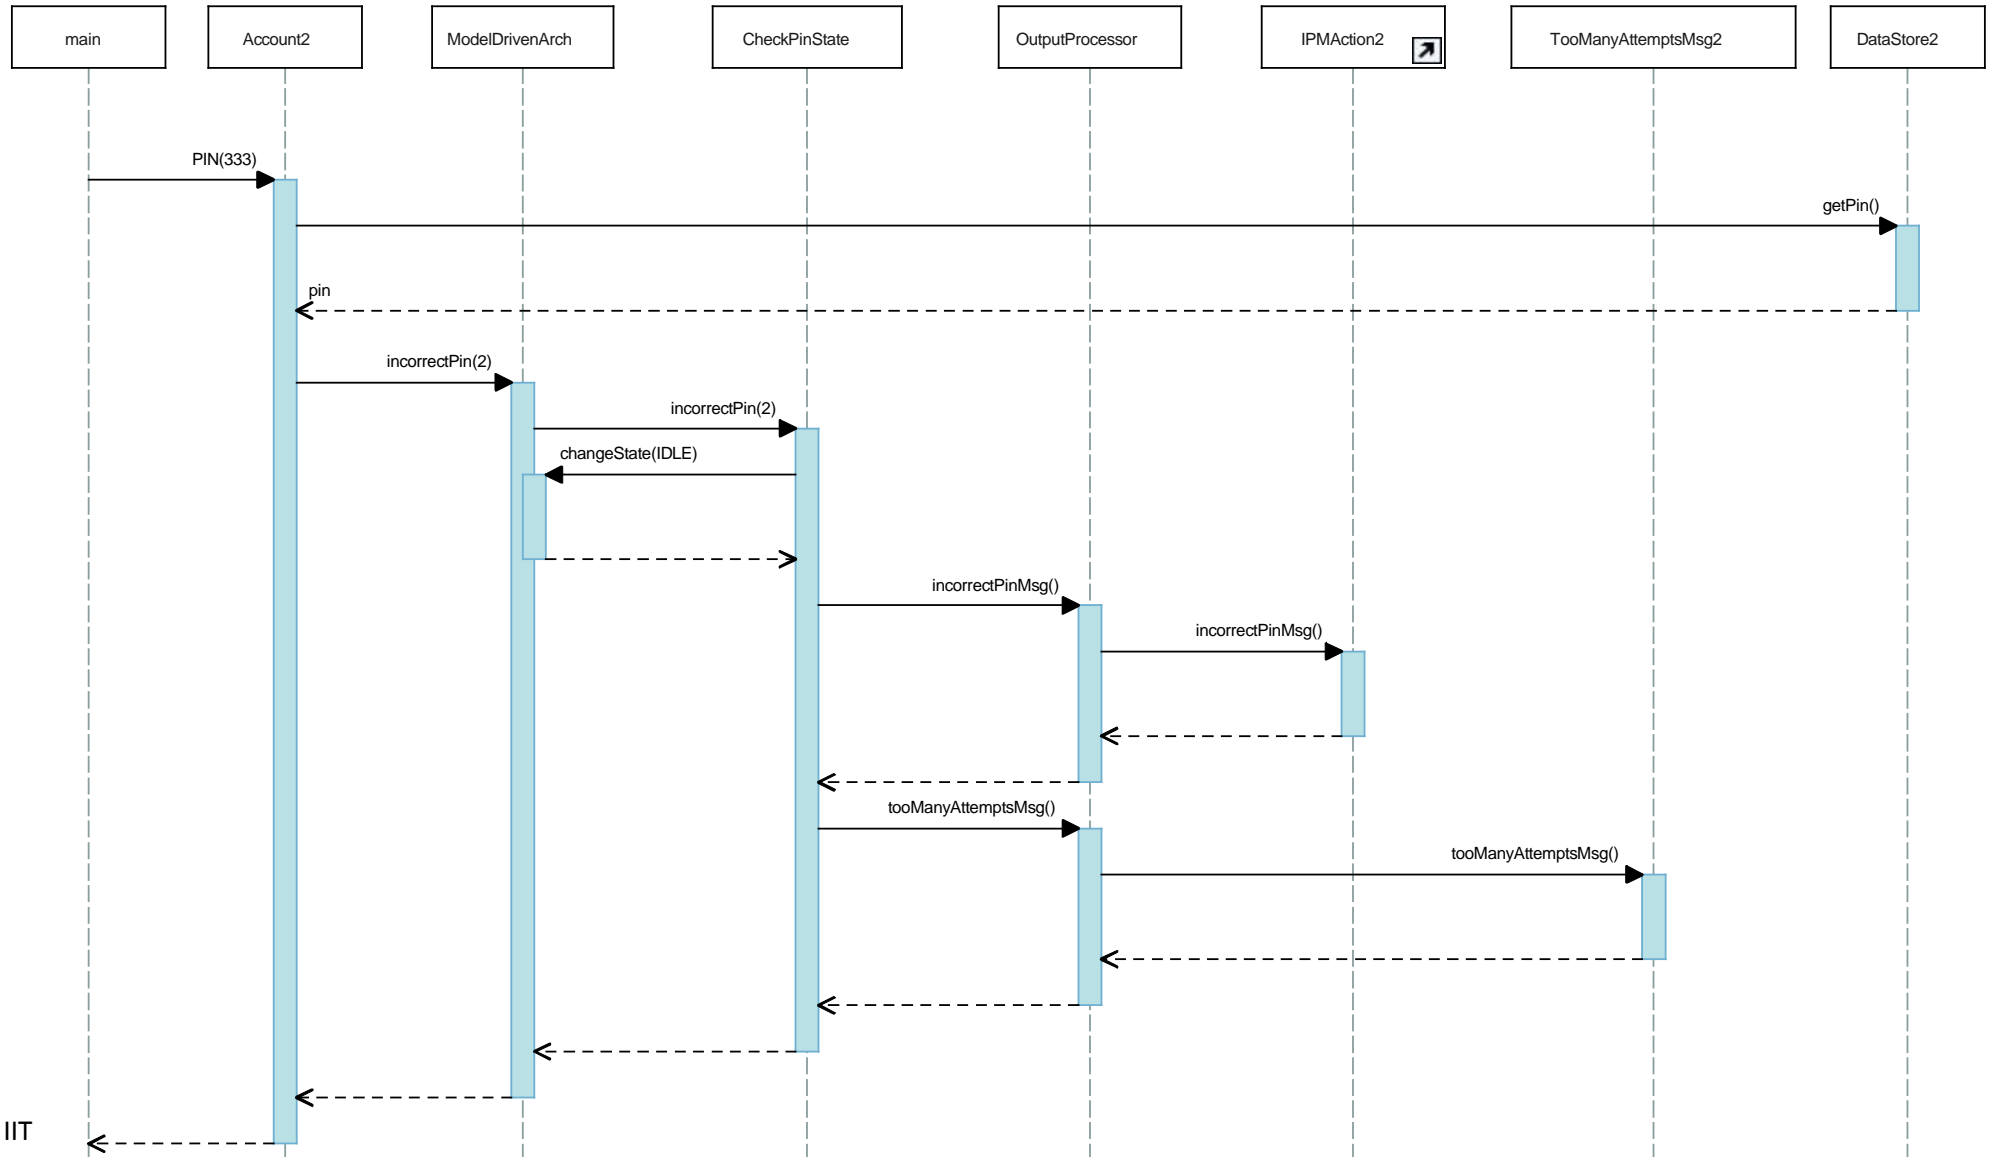 main
Account2
ModelDrivenArch
CheckPinState
OutputProcessor
IPMAction2
TooManyAttemptsMsg2
DataStore2
PIN(333)
getPin()
pin
incorrectPin(2)
incorrectPin(2)
changeState(IDLE)
incorrectPinMsg()
incorrectPinMsg()
tooManyAttemptsMsg()
tooManyAttemptsMsg()
IIT